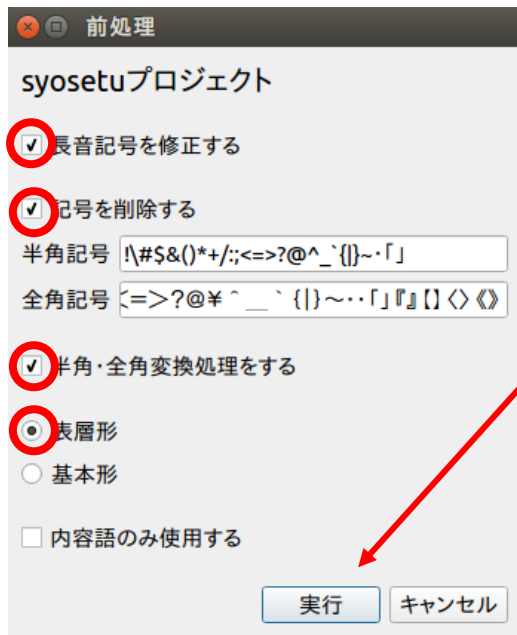 前処理
syosetuプロジェクト
長音記号を修正する
記号を削除する
半角記号 !\#$&()*+/:;<=>?@^_`{|}~･｢｣
全角記号 <=＞?@￥＾＿｀{|}～・･「」『』【】〈〉《》
半角･全角変換処理をする
表層形
基本形
内容語のみ使用する
実行 キャンセル